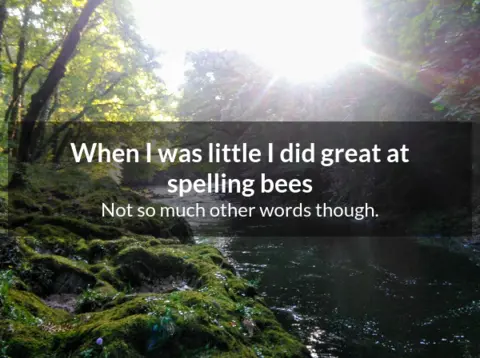 When I was little I did great at
spelling bees
Not so much other words though.